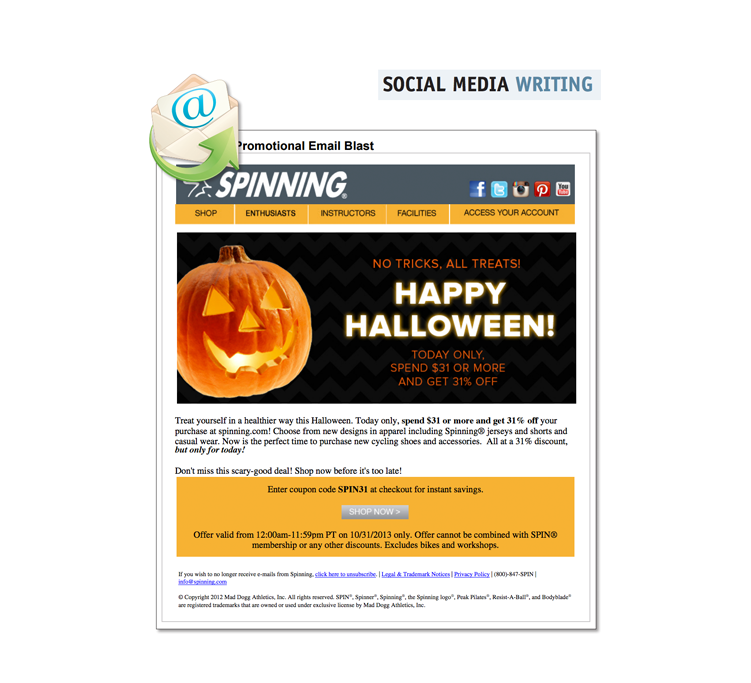 SOCIAL MEDIA WRITING
@
Promotional Email Blast
SPINNING®
f t P You Tube
SHOP ENTHUSIASTS INSTRUCTORS FACILITIES ACCESS YOUR ACCOUNT
NO TRICKS, ALL TREATS!
HAPPY
HALLOWEEN!
TODAY ONLY,
SPEND $31 OR MORE
AND GET 31% OFF
Treat yourself in a healthier way this Halloween. Today only, spend $31 or more and get 31% off your
purchase at spinning.com! Choose from new designs in apparel including Spinning® jerseys and shorts and
casual wear. Now is the perfect time to purchase new cycling shoes and accessories. All at a 31% discount,
but only for today!
Don't miss this scary-good deal! Shop now before it's too late!
Enter coupon code SPIN31 at checkout for instant savings.
SHOP NOW >
Offer valid from 12:00am-11:59pm PT on 10/31/2013 only. Offer cannot be combined with SPIN®
membership or any other discounts. Excludes bikes and workshops.
If you wish to no longer receive e-mails from Spinning, click here to unsubscribe. | Legal & Trademark Notices | Privacy Policy | (800)-847-SPIN |
info@spinning.com
© Copyright 2012 Mad Dogg Athletics, Inc. All rights reserved. SPIN®, Spinner®, Spinning®, the Spinning logo®, Peak Pilates®, Resist-A-Ball®, and Bodyblade®
are registered trademarks that are owned or used under exclusive license by Mad Dogg Athletics, Inc.